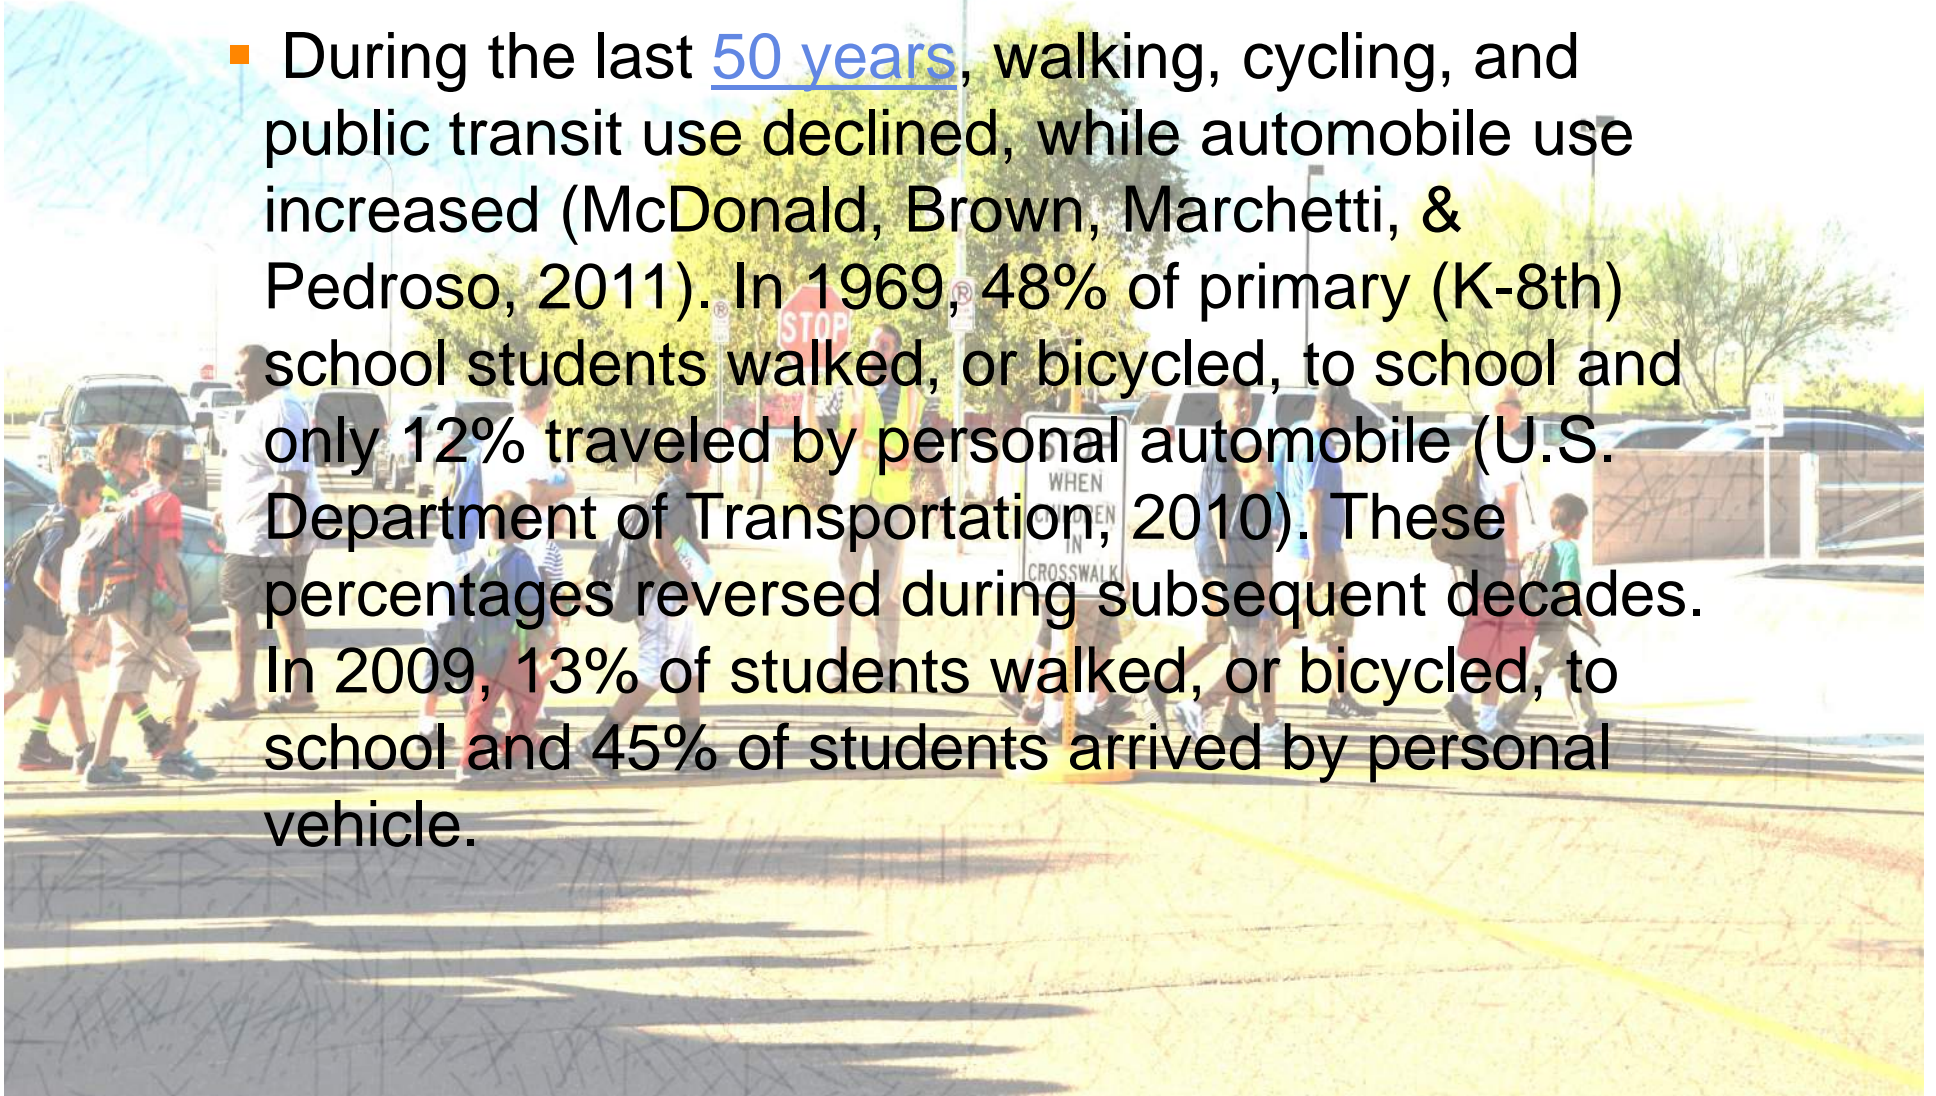 ▪ During the last 50 years, walking, cycling, and
public transit use declined, while automobile use
increased (McDonald, Brown, Marchetti, &
Pedroso, 2011). In 1969, 48% of primary (K-8th)
school students walked, or bicycled, to school and
only 12% traveled by personal automobile (U.S.
Department of Transportation, 2010). These
percentages reversed during subsequent decades.
In 2009, 13% of students walked, or bicycled, to
school and 45% of students arrived by personal
vehicle.
STOP
WHEN
CHILDREN
IN
CROSSWALK